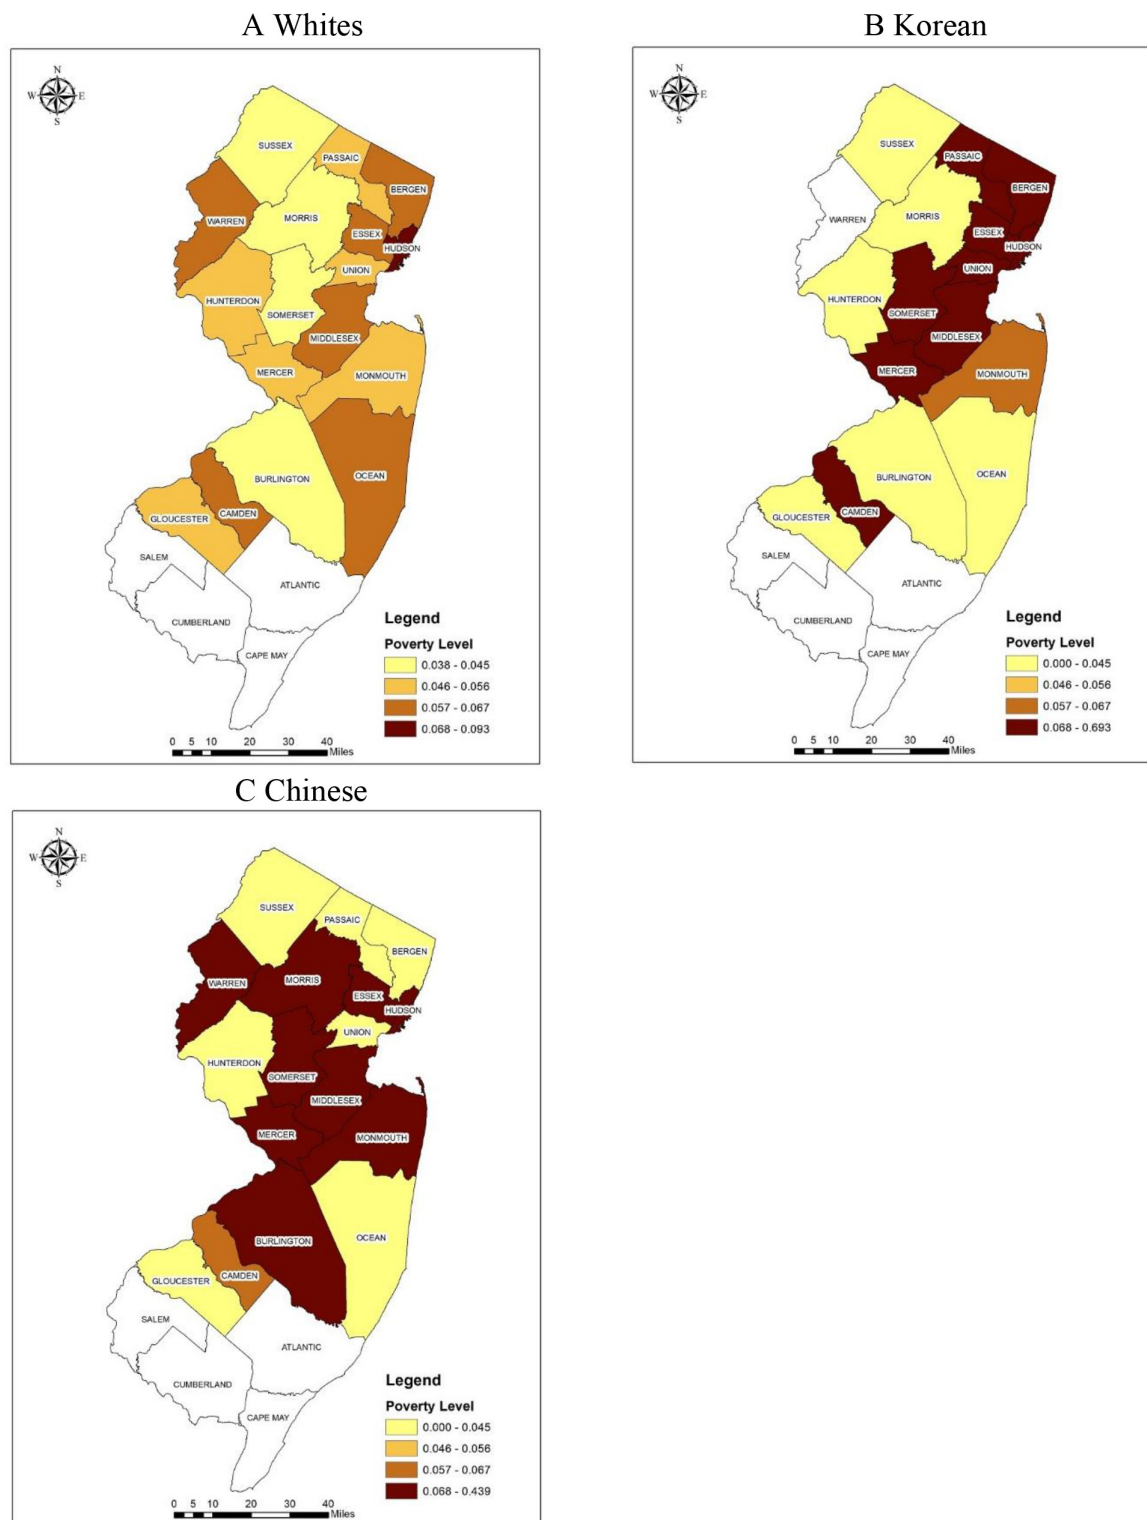 A Whites
N
W E
S
SUSSEX
PASSAIC
BERGEN
WARREN
MORRIS
ESSEX
HUDSON
UNION
HUNTERDON
SOMERSET
MIDDLESEX
MERCER
MONMOUTH
OCEAN
BURLINGTON
CAMDEN
GLOUCESTER
SALEM
ATLANTIC
CUMBERLAND
CAPE MAY
Legend
Poverty Level
0.038 - 0.045
0.046 - 0.056
0.057 - 0.067
0.068 - 0.093
0 5 10 20 30 40
Miles
B Korean
N
W E
S
SUSSEX
PASSAIC
BERGEN
WARREN
MORRIS
ESSEX
HUDSON
UNION
HUNTERDON
SOMERSET
MIDDLESEX
MERCER
MONMOUTH
OCEAN
BURLINGTON
CAMDEN
GLOUCESTER
SALEM
ATLANTIC
CUMBERLAND
CAPE MAY
Legend
Poverty Level
0.000 - 0.045
0.046 - 0.056
0.057 - 0.067
0.068 - 0.693
0 5 10 20 30 40
Miles
C Chinese
N
W E
S
SUSSEX
PASSAIC
BERGEN
WARREN
MORRIS
ESSEX
HUDSON
UNION
HUNTERDON
SOMERSET
MIDDLESEX
MERCER
MONMOUTH
OCEAN
BURLINGTON
CAMDEN
GLOUCESTER
SALEM
ATLANTIC
CUMBERLAND
CAPE MAY
Legend
Poverty Level
0.000 - 0.045
0.046 - 0.056
0.057 - 0.067
0.068 - 0.439
0 5 10 20 30 40
Miles